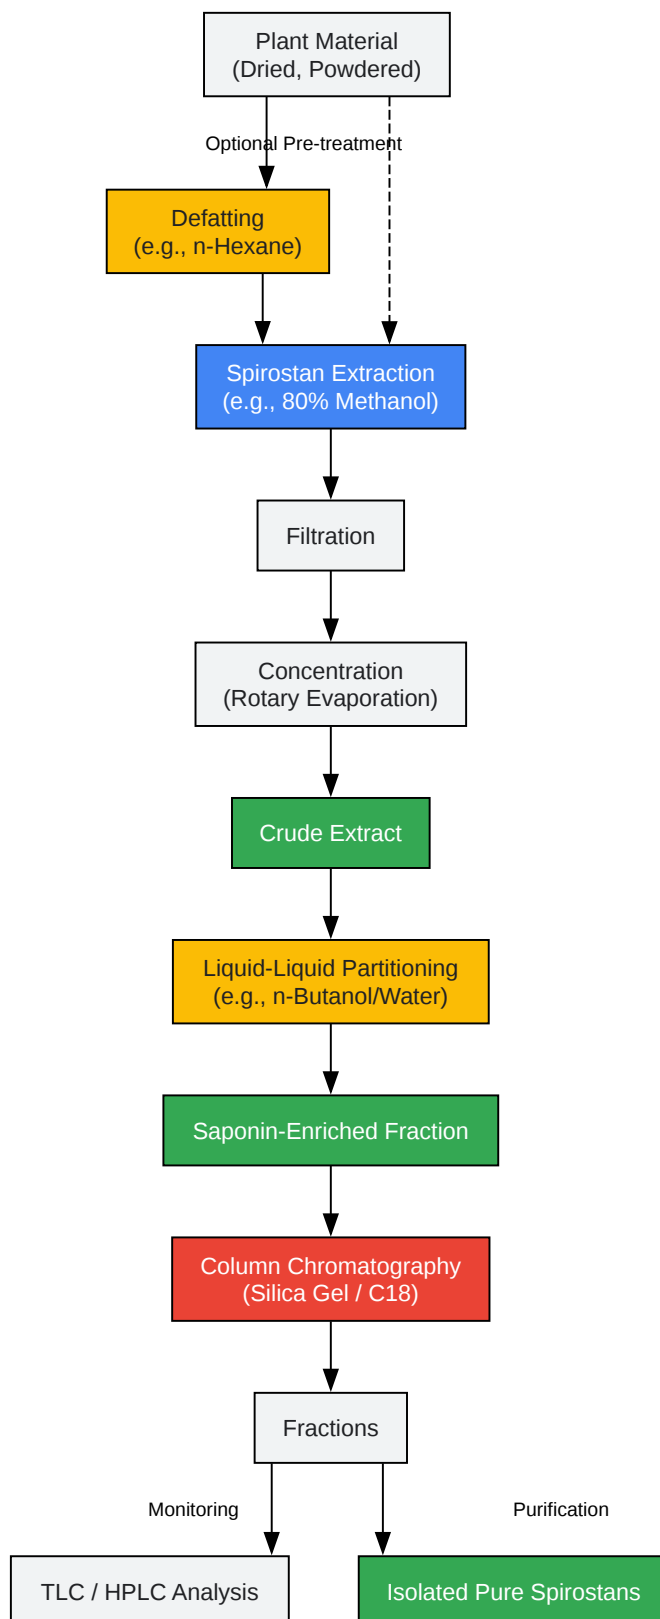 Plant Material
(Dried, Powdered)
Optional Pre-treatment
Defatting
(e.g., n-Hexane)
Spirostan Extraction
(e.g., 80% Methanol)
Filtration
Concentration
(Rotary Evaporation)
Crude Extract
Liquid-Liquid Partitioning
(e.g., n-Butanol/Water)
Saponin-Enriched Fraction
Column Chromatography
(Silica Gel / C18)
Fractions
Monitoring
Purification
TLC / HPLC Analysis
Isolated Pure Spirostans